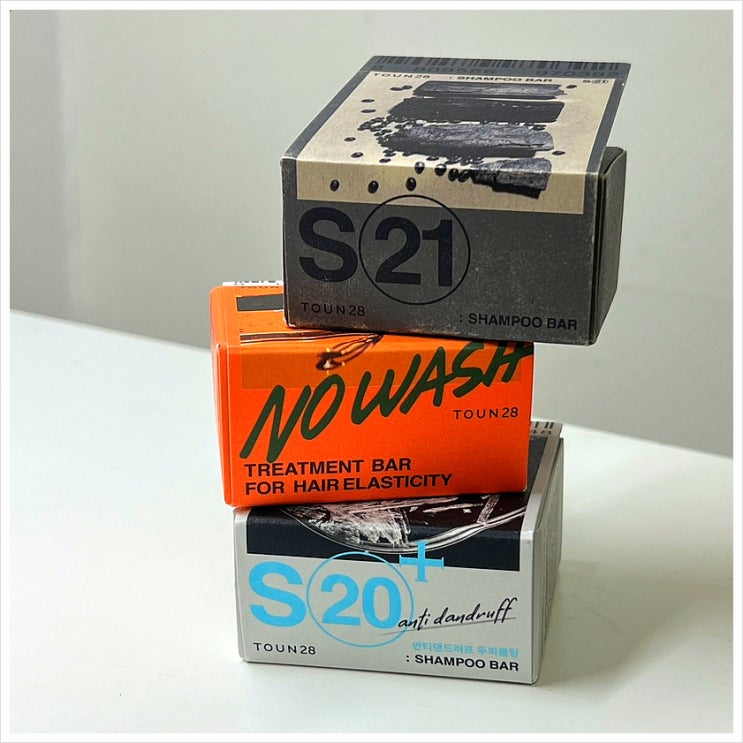 TOUN28 : SHAMPOO BAR S21
S21
TOUN28
: SHAMPOO BAR
NO WASH
TOUN28
TREATMENT BAR
FOR HAIR ELASTICITY
S20+
anti dandruff
안티댄드러프 두피쿨링
TOUN28
: SHAMPOO BAR